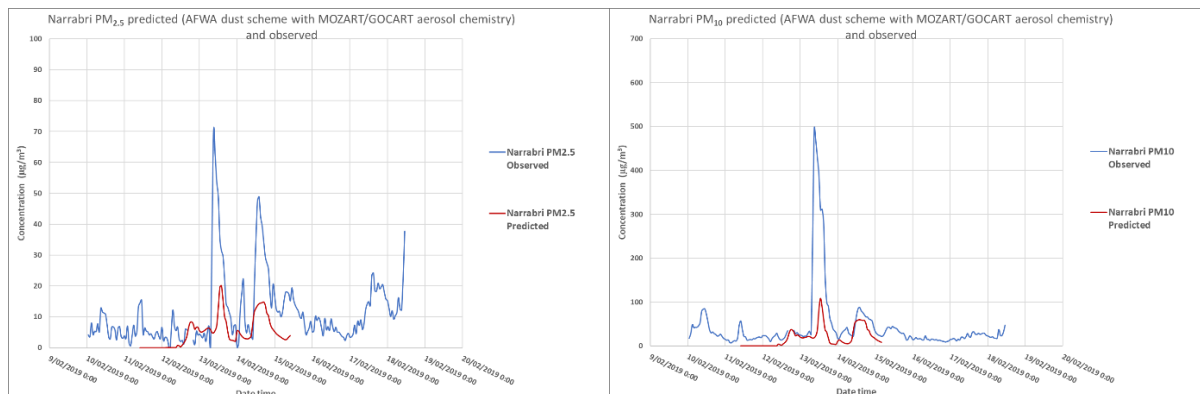 Narrabri PM2.5 predicted (AFWA dust scheme with MOZART/GOCART aerosol chemistry)
and observed
100
90
80
70
60
50
40
30
20
10
0
Concentration (µg/m³)
9/02/2019 0:00
10/02/2019 0:00
11/02/2019 0:00
12/02/2019 0:00
13/02/2019 0:00
14/02/2019 0:00
15/02/2019 0:00
16/02/2019 0:00
17/02/2019 0:00
18/02/2019 0:00
19/02/2019 0:00
20/02/2019 0:00
Date time
Narrabri PM2.5
Observed
Narrabri PM2.5
Predicted
Narrabri PM10 predicted (AFWA dust scheme with MOZART/GOCART aerosol chemistry)
and observed
700
600
500
400
300
200
100
0
Concentration (µg/m³)
9/02/2019 0:00
10/02/2019 0:00
11/02/2019 0:00
12/02/2019 0:00
13/02/2019 0:00
14/02/2019 0:00
15/02/2019 0:00
16/02/2019 0:00
17/02/2019 0:00
18/02/2019 0:00
19/02/2019 0:00
20/02/2019 0:00
Date time
Narrabri PM10
Observed
Narrabri PM10
Predicted